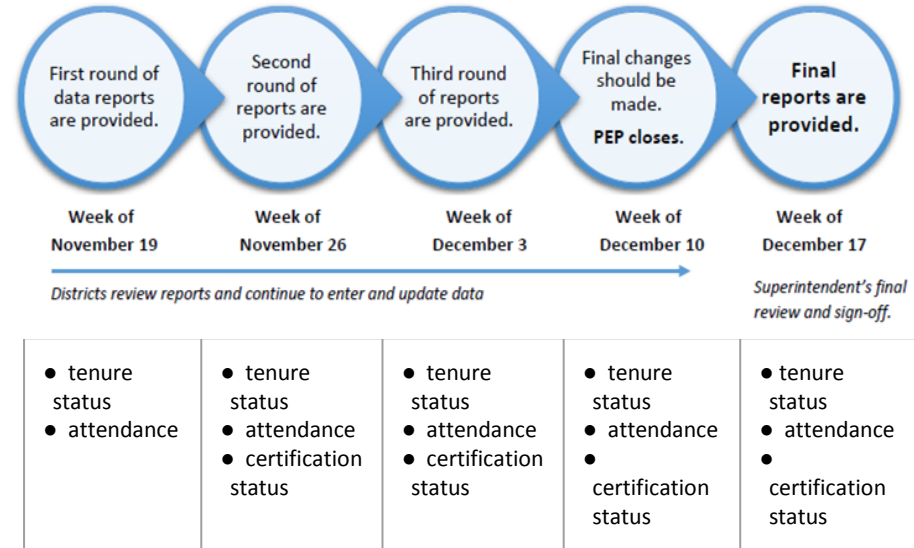 First round of
data reports
are provided.
Second
round of
reports are
provided.
Third round
of reports
are provided.
Final changes
should be
made.
PEP closes.
Final
reports are
provided.
Week of
November 19
Week of
November 26
Week of
December 3
Week of
December 10
Week of
December 17
Districts review reports and continue to enter and update data
Superintendent's final
review and sign-off.
● tenure
status
● attendance
● tenure
status
● attendance
● certification
status
● tenure
status
● attendance
● certification
status
● tenure
status
● attendance
●
certification
status
● tenure
status
● attendance
●
certification
status